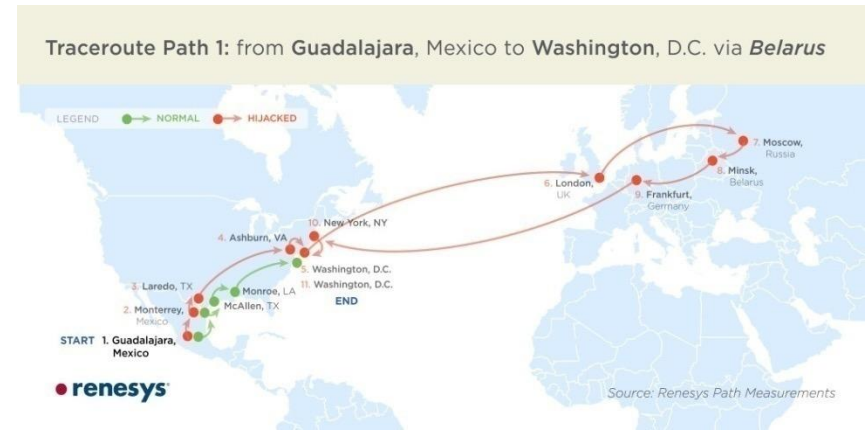 Traceroute Path 1: from Guadalajara, Mexico to Washington, D.C. via Belarus
LEGEND
NORMAL
HIJACKED
7. Moscow,
Russia
8. Minsk,
Belarus
6. London,
UK
9. Frankfurt,
Germany
10. New York, NY
4. Ashburn, VA
5. Washington, D.C.
11. Washington, D.C.
END
3. Laredo, TX
Monroe, LA
2. Monterrey,
Mexico
McAllen, TX
START 1. Guadalajara,
Mexico
renesys
Source: Renesys Path Measurements